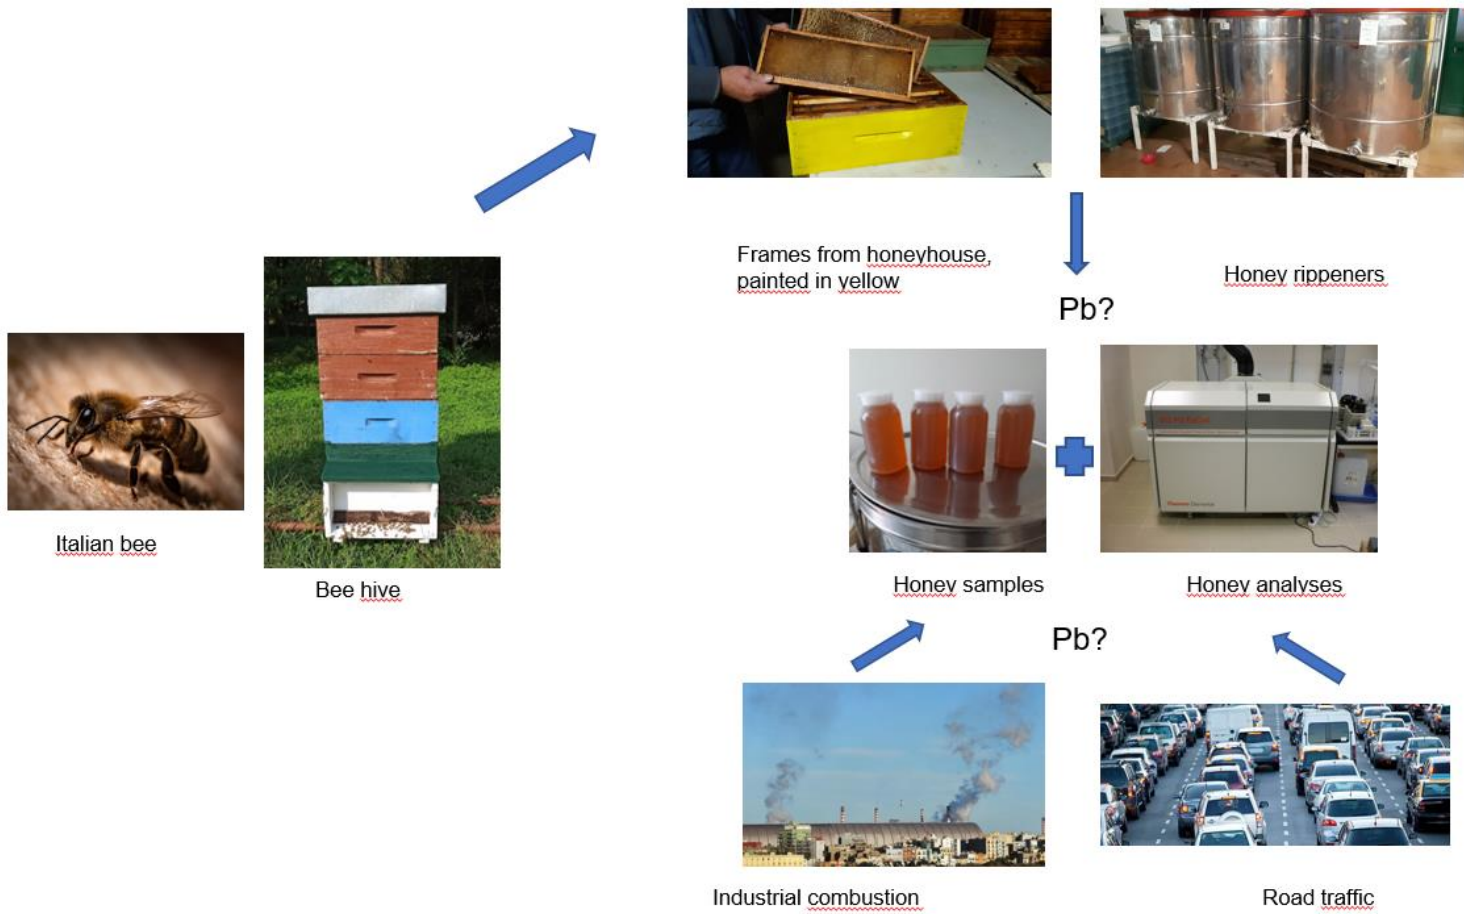 Frames from honeyhouse,
painted in yellow
Honey rippeners
Pb?
Italian bee
Bee hive
Honey samples
Honey analyses
Pb?
Industrial combustion
Road traffic